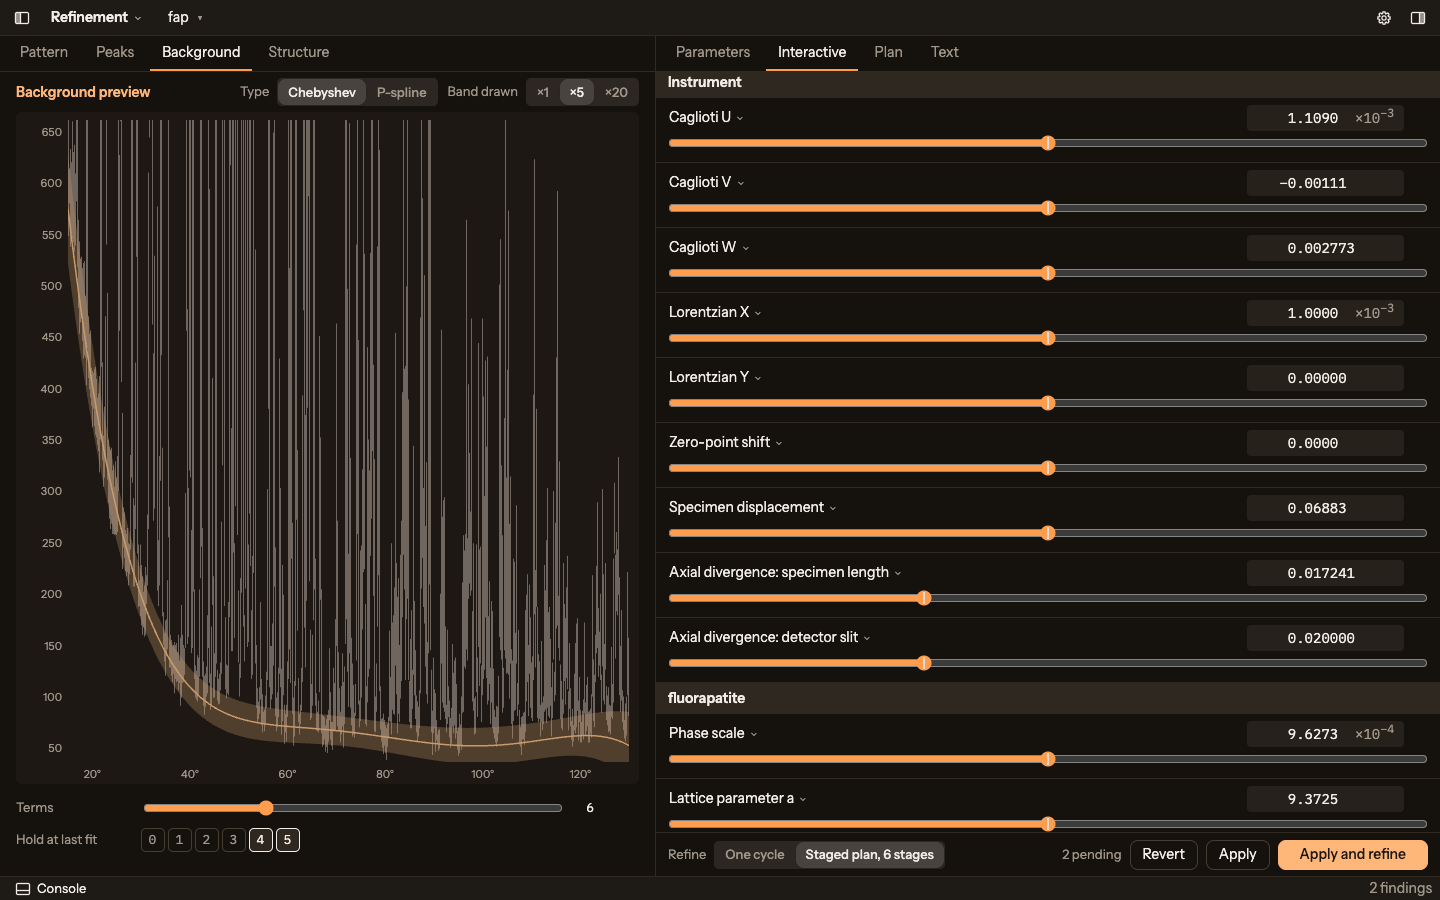 Refinement fap
Pattern Peaks Background Structure
Parameters Interactive Plan Text
Background preview Type Chebyshev P-spline Band drawn ×1 ×5 ×20
650
600
550
500
450
400
350
300
250
200
150
100
50
20° 40° 60° 80° 100° 120°
Terms 6
Hold at last fit 0 1 2 3 4 5
Instrument
Caglioti U 1.1090 ×10⁻³
Caglioti V −0.00111
Caglioti W 0.002773
Lorentzian X 1.0000 ×10⁻³
Lorentzian Y 0.00000
Zero-point shift 0.0000
Specimen displacement 0.06883
Axial divergence: specimen length 0.017241
Axial divergence: detector slit 0.020000
fluorapatite
Phase scale 9.6273 ×10⁻⁴
Lattice parameter a 9.3725
Refine One cycle Staged plan, 6 stages 2 pending Revert Apply Apply and refine
Console 2 findings